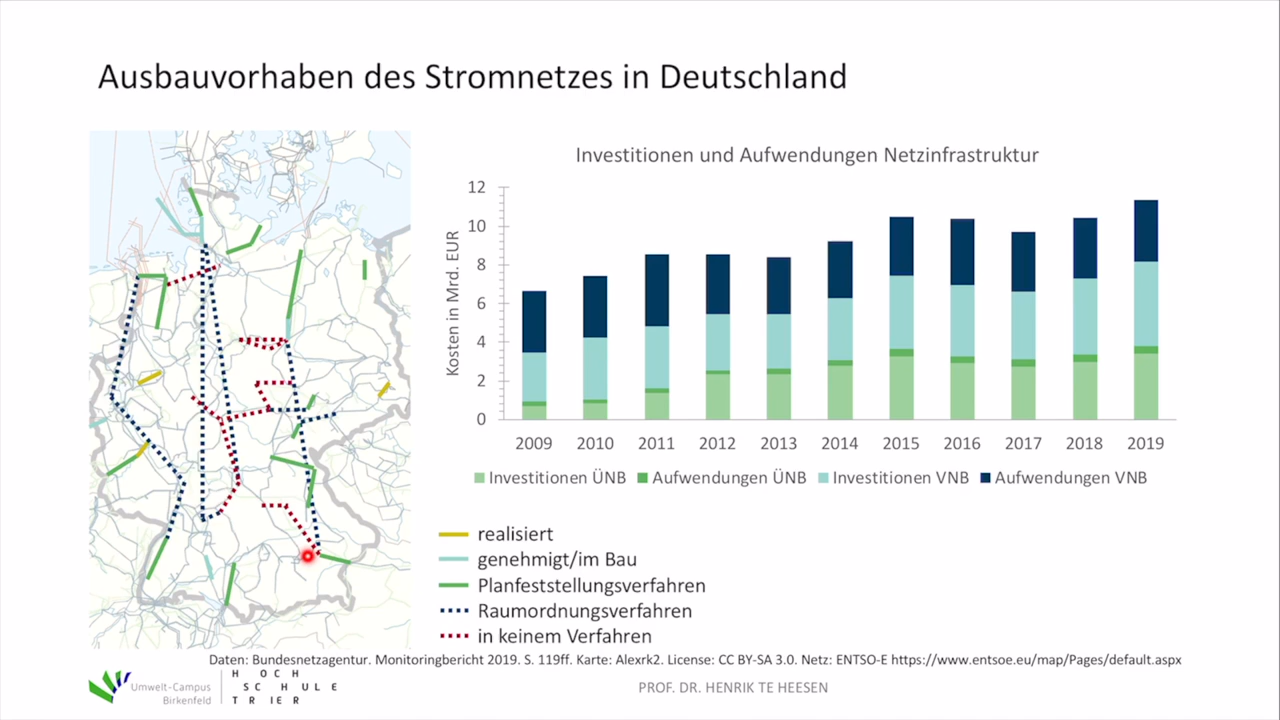 Ausbauvorhaben des Stromnetzes in Deutschland
Investitionen und Aufwendungen Netzinfrastruktur
Kosten in Mrd. EUR
12
10
8
6
4
2
0
2009 2010 2011 2012 2013 2014 2015 2016 2017 2018 2019
Investitionen ÜNB Aufwendungen ÜNB Investitionen VNB Aufwendungen VNB
realisiert
genehmigt/im Bau
Planfeststellungsverfahren
Raumordnungsverfahren
in keinem Verfahren
Daten: Bundesnetzagentur. Monitoringbericht 2019. S. 119ff. Karte: Alexrk2. License: CC BY-SA 3.0. Netz: ENTSO-E https://www.entsoe.eu/map/Pages/default.aspx
Umwelt-Campus
Birkenfeld
HOCH
SCHULE
TRIER
PROF. DR. HENRIK TE HEESEN